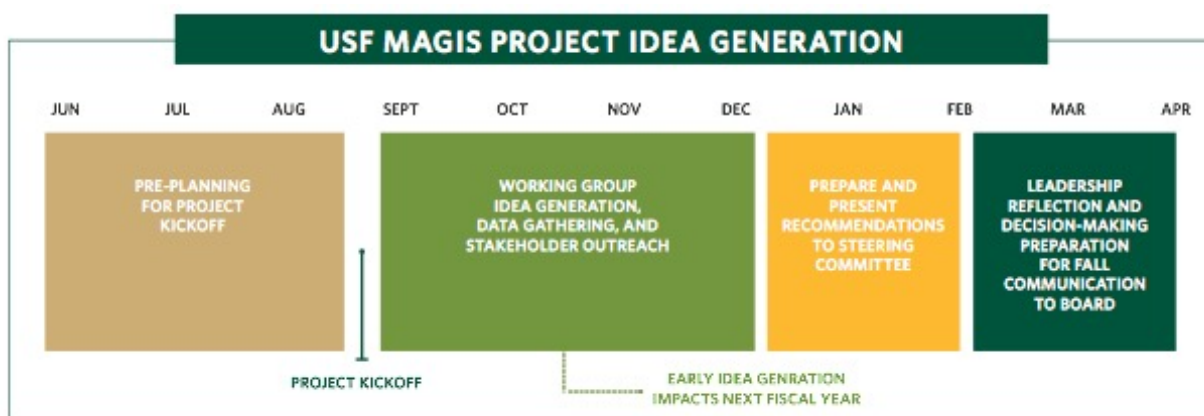 USF MAGIS PROJECT IDEA GENERATION
JUN JUL AUG SEPT OCT NOV DEC JAN FEB MAR APR
PRE-PLANNING
FOR PROJECT
KICKOFF
WORKING GROUP
IDEA GENERATION,
DATA GATHERING, AND
STAKEHOLDER OUTREACH
PREPARE AND
PRESENT
RECOMMENDATIONS
TO STEERING
COMMITTEE
LEADERSHIP
REFLECTION AND
DECISION-MAKING
PREPARATION
FOR FALL
COMMUNICATION
TO BOARD
PROJECT KICKOFF
EARLY IDEA GENRATION
IMPACTS NEXT FISCAL YEAR